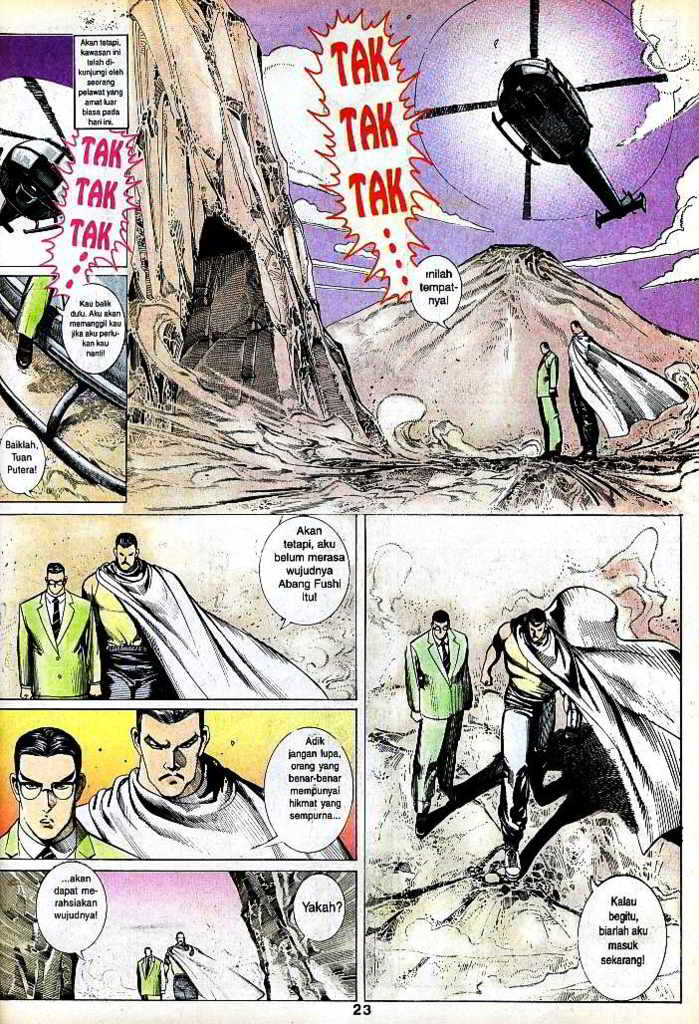 Akan tetapi,
kawasan ini
telah di-
kunjungi oleh
seorang
pelawat yang
amat luar
biasa pada
hari ini.
TAK
TAK
TAK
TAK
TAK
TAK
Inilah
tempat-
nya!
Kau balik
dulu. Aku akan
memanggil kau
jika aku perlu-
kan kau
nanti!
Baiklah,
Tuan
Putera!
Akan
tetapi, aku
belum merasa
wujudnya
Abang Fushi
itu!
Adik
jangan lupa,
orang yang
benar-benar
mempunyai
hikmat yang
sempurna...
...akan
dapat me-
rahsiakan
wujudnya!
Yakah?
Kalau
begitu,
biarlah aku
masuk
sekarang!
23